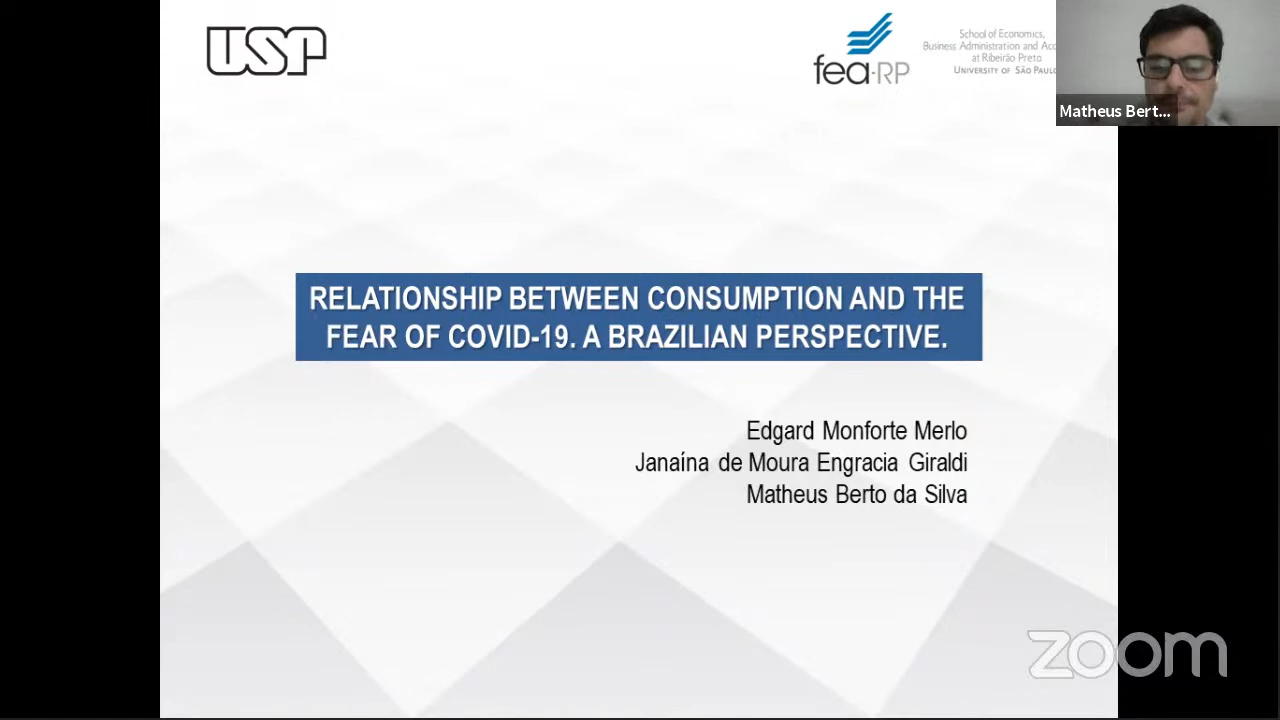 USP
fea-RP
School of Economics,
Business Administration and Acc
at Ribeirão Preto
UNIVERSITY OF SÃO PAULO
Matheus Bert...
RELATIONSHIP BETWEEN CONSUMPTION AND THE
FEAR OF COVID-19. A BRAZILIAN PERSPECTIVE.
Edgard Monforte Merlo
Janaína de Moura Engracia Giraldi
Matheus Berto da Silva
zoom